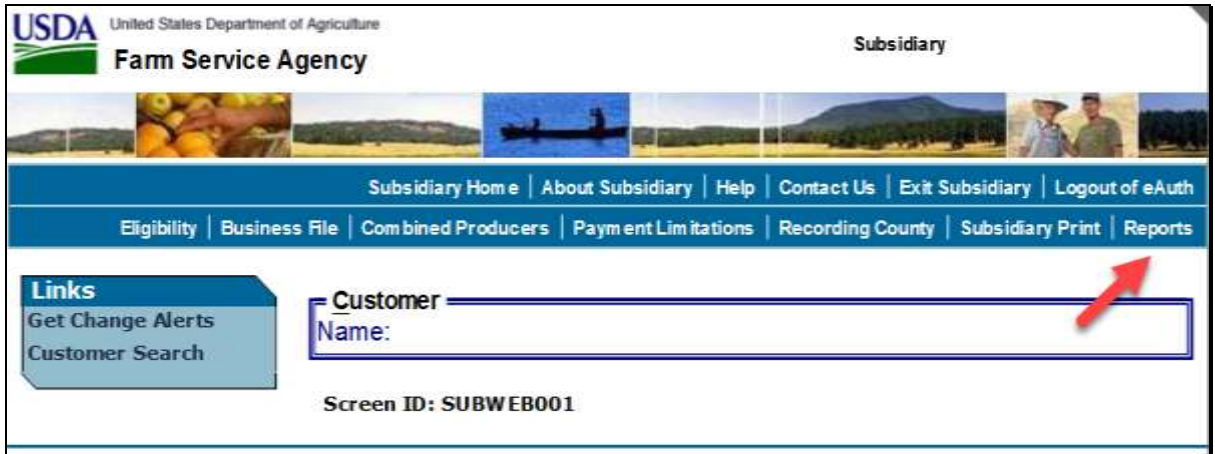 USDA
United States Department of Agriculture
Farm Service Agency
Subsidiary
Subsidiary Home | About Subsidiary | Help | Contact Us | Exit Subsidiary | Logout of eAuth
Eligibility | Business File | Combined Producers | Payment Limitations | Recording County | Subsidiary Print | Reports
Links
Get Change Alerts
Customer Search
Customer
Name:
Screen ID: SUBWEB001